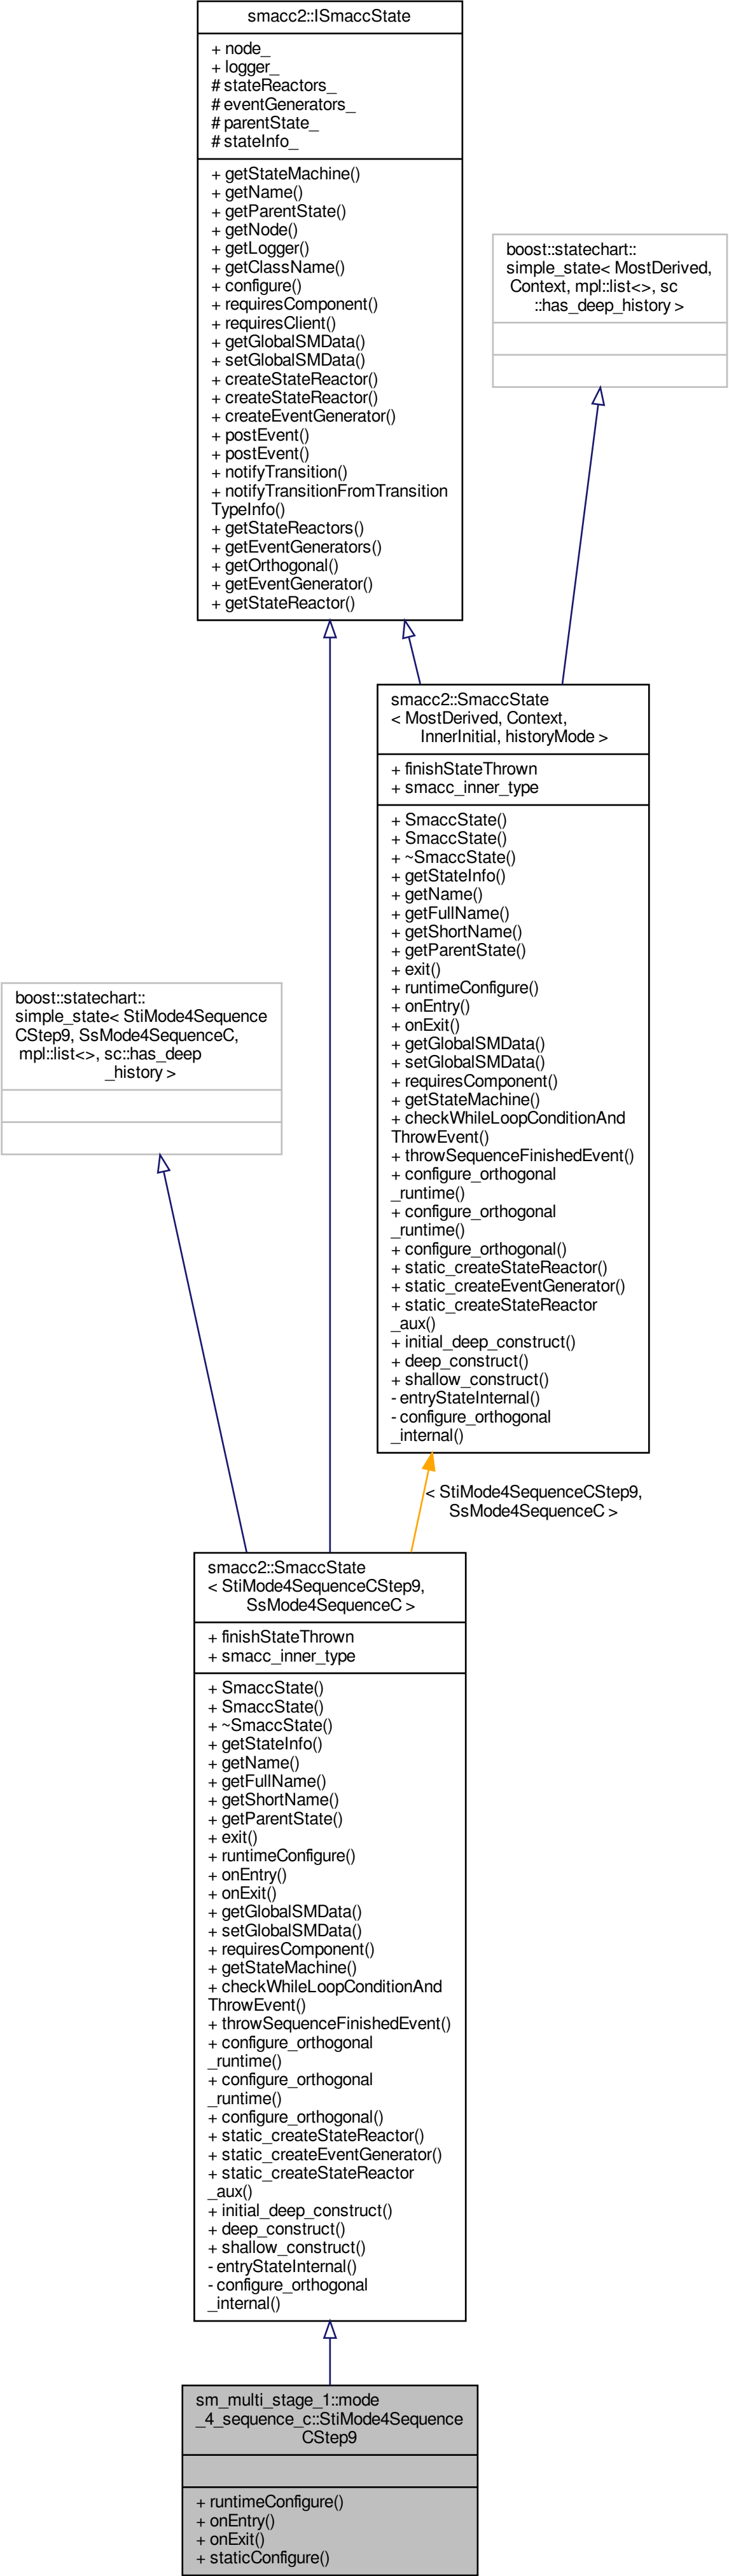 smacc2::ISmaccState
+ node_
+ logger_
# stateReactors_
# eventGenerators_
# parentState_
# stateInfo_
+ getStateMachine()
+ getName()
+ getParentState()
+ getNode()
+ getLogger()
+ getClassName()
+ configure()
+ requiresComponent()
+ requiresClient()
+ getGlobalSMData()
+ setGlobalSMData()
+ createStateReactor()
+ createStateReactor()
+ createEventGenerator()
+ postEvent()
+ postEvent()
+ notifyTransition()
+ notifyTransitionFromTransition
TypeInfo()
+ getStateReactors()
+ getEventGenerators()
+ getOrthogonal()
+ getEventGenerator()
+ getStateReactor()
boost::statechart::
simple_state< MostDerived,
Context, mpl::list<>, sc
::has_deep_history >
smacc2::SmaccState
< MostDerived, Context,
InnerInitial, historyMode >
+ finishStateThrown
+ smacc_inner_type
+ SmaccState()
+ SmaccState()
+ ~SmaccState()
+ getStateInfo()
+ getName()
+ getFullName()
+ getShortName()
+ getParentState()
+ exit()
+ runtimeConfigure()
+ onEntry()
+ onExit()
+ getGlobalSMData()
+ setGlobalSMData()
+ requiresComponent()
+ getStateMachine()
+ checkWhileLoopConditionAnd
ThrowEvent()
+ throwSequenceFinishedEvent()
+ configure_orthogonal
_runtime()
+ configure_orthogonal
_runtime()
+ configure_orthogonal()
+ static_createStateReactor()
+ static_createEventGenerator()
+ static_createStateReactor
_aux()
+ initial_deep_construct()
+ deep_construct()
+ shallow_construct()
- entryStateInternal()
- configure_orthogonal
_internal()
boost::statechart::
simple_state< StiMode4Sequence
CStep9, SsMode4SequenceC,
mpl::list<>, sc::has_deep
_history >
< StiMode4SequenceCStep9,
SsMode4SequenceC >
smacc2::SmaccState
< StiMode4SequenceCStep9,
SsMode4SequenceC >
+ finishStateThrown
+ smacc_inner_type
+ SmaccState()
+ SmaccState()
+ ~SmaccState()
+ getStateInfo()
+ getName()
+ getFullName()
+ getShortName()
+ getParentState()
+ exit()
+ runtimeConfigure()
+ onEntry()
+ onExit()
+ getGlobalSMData()
+ setGlobalSMData()
+ requiresComponent()
+ getStateMachine()
+ checkWhileLoopConditionAnd
ThrowEvent()
+ throwSequenceFinishedEvent()
+ configure_orthogonal
_runtime()
+ configure_orthogonal
_runtime()
+ configure_orthogonal()
+ static_createStateReactor()
+ static_createEventGenerator()
+ static_createStateReactor
_aux()
+ initial_deep_construct()
+ deep_construct()
+ shallow_construct()
- entryStateInternal()
- configure_orthogonal
_internal()
sm_multi_stage_1::mode
_4_sequence_c::StiMode4Sequence
CStep9
+ runtimeConfigure()
+ onEntry()
+ onExit()
+ staticConfigure()